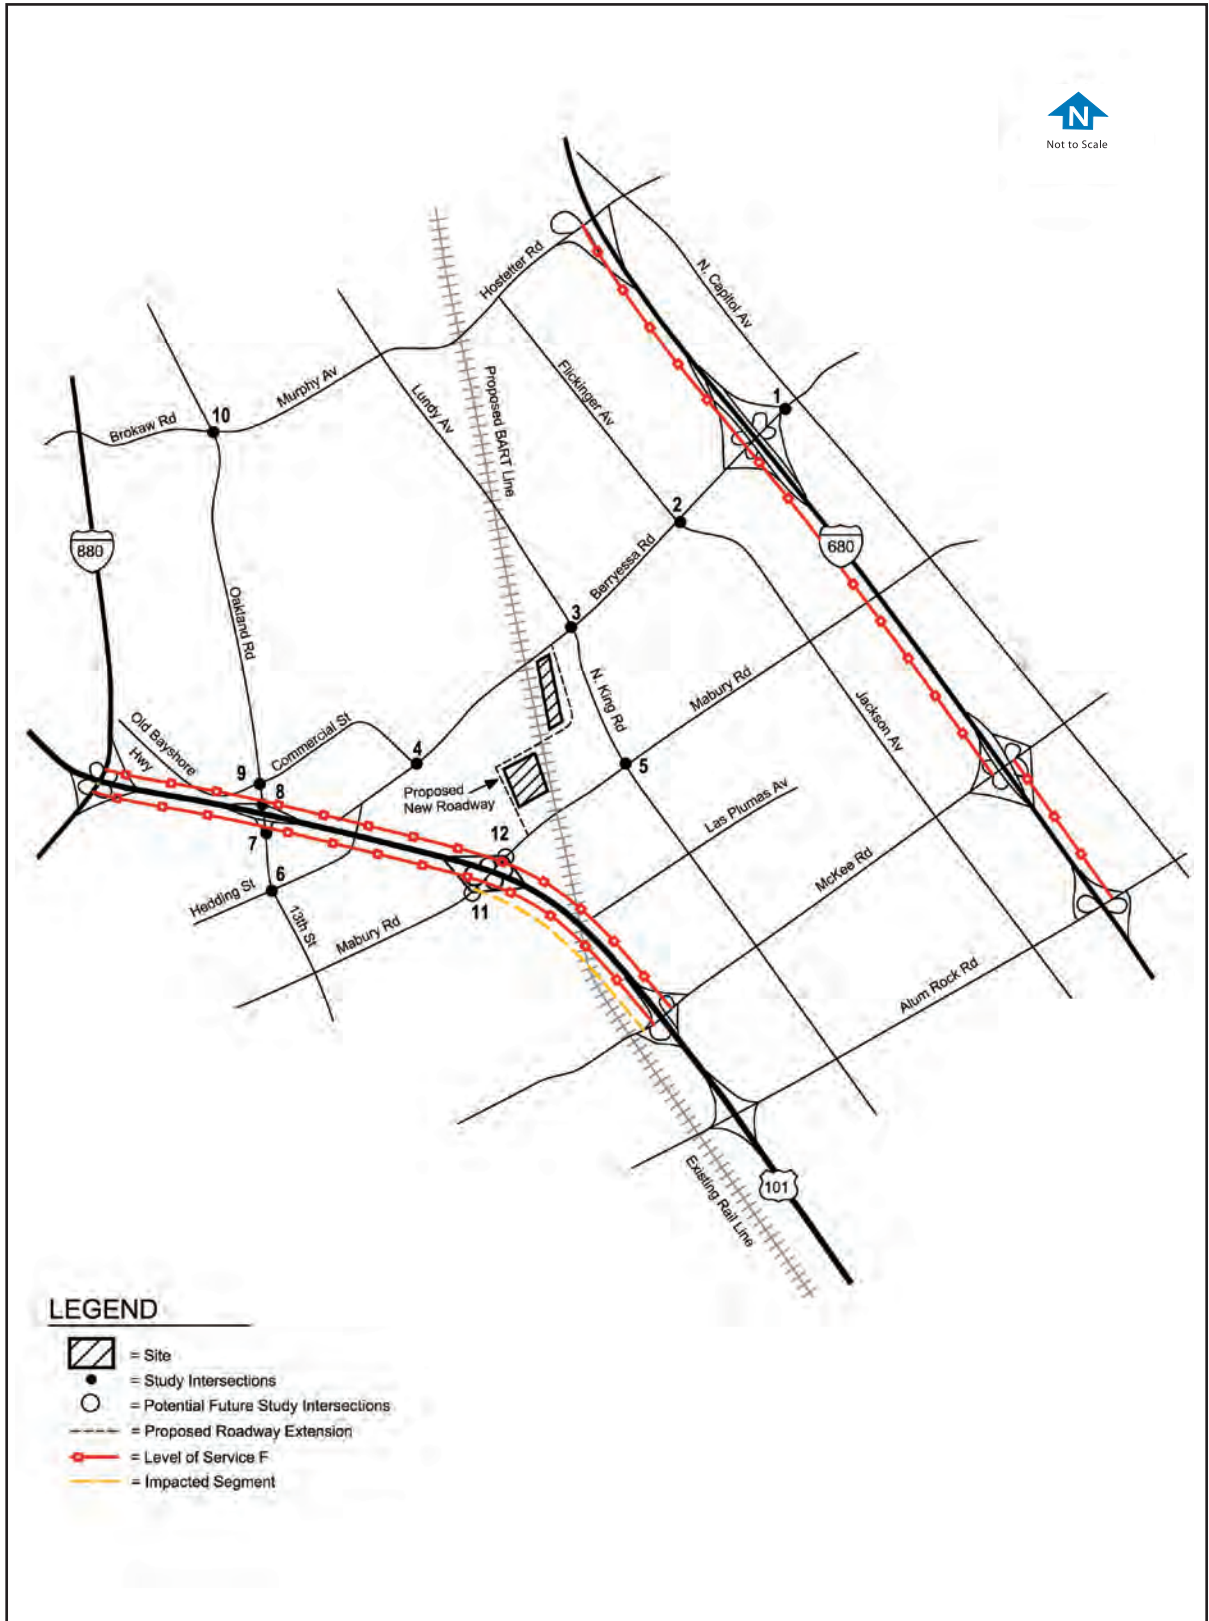 N
Not to Scale
Hostetter Rd
N. Capitol Av
Murphy Av
Brokaw Rd
10
Lundy Av
Proposed BART Line
Flickinger Av
1
2
880
680
Berryessa Rd
Oakland Rd
3
N. King Rd
Mabury Rd
Jackson Av
Old Bayshore
Hwy
Commercial St
4
5
9
8
7
6
Proposed
New Roadway
Las Plumas Av
12
11
McKee Rd
Hedding St
13th St
Mabury Rd
Alum Rock Rd
Existing Rail Line
101
LEGEND
= Site
= Study Intersections
= Potential Future Study Intersections
= Proposed Roadway Extension
= Level of Service F
= Impacted Segment